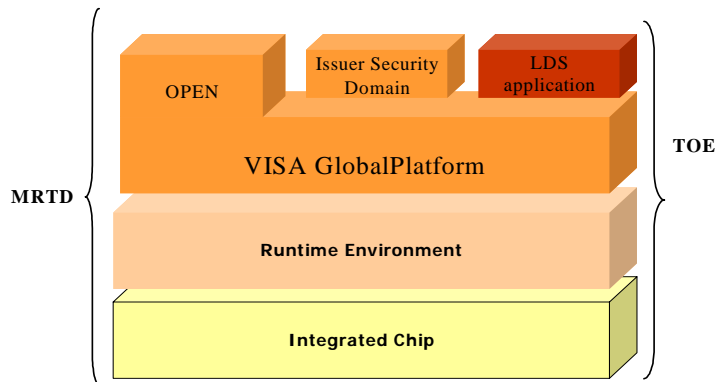 Issuer Security
Domain
LDS
application
OPEN
VISA GlobalPlatform
MRTD
TOE
Runtime Environment
Integrated Chip